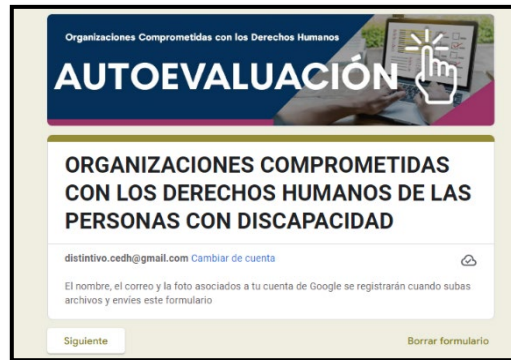 Organizaciones Comprometidas con los Derechos Humanos
AUTOEVALUACIÓN
ORGANIZACIONES COMPROMETIDAS
CON LOS DERECHOS HUMANOS DE LAS
PERSONAS CON DISCAPACIDAD
distintivo.cedh@gmail.com Cambiar de cuenta
El nombre, el correo y la foto asociados a tu cuenta de Google se registrarán cuando subas
archivos y envíes este formulario
Siguiente
Borrar formulario